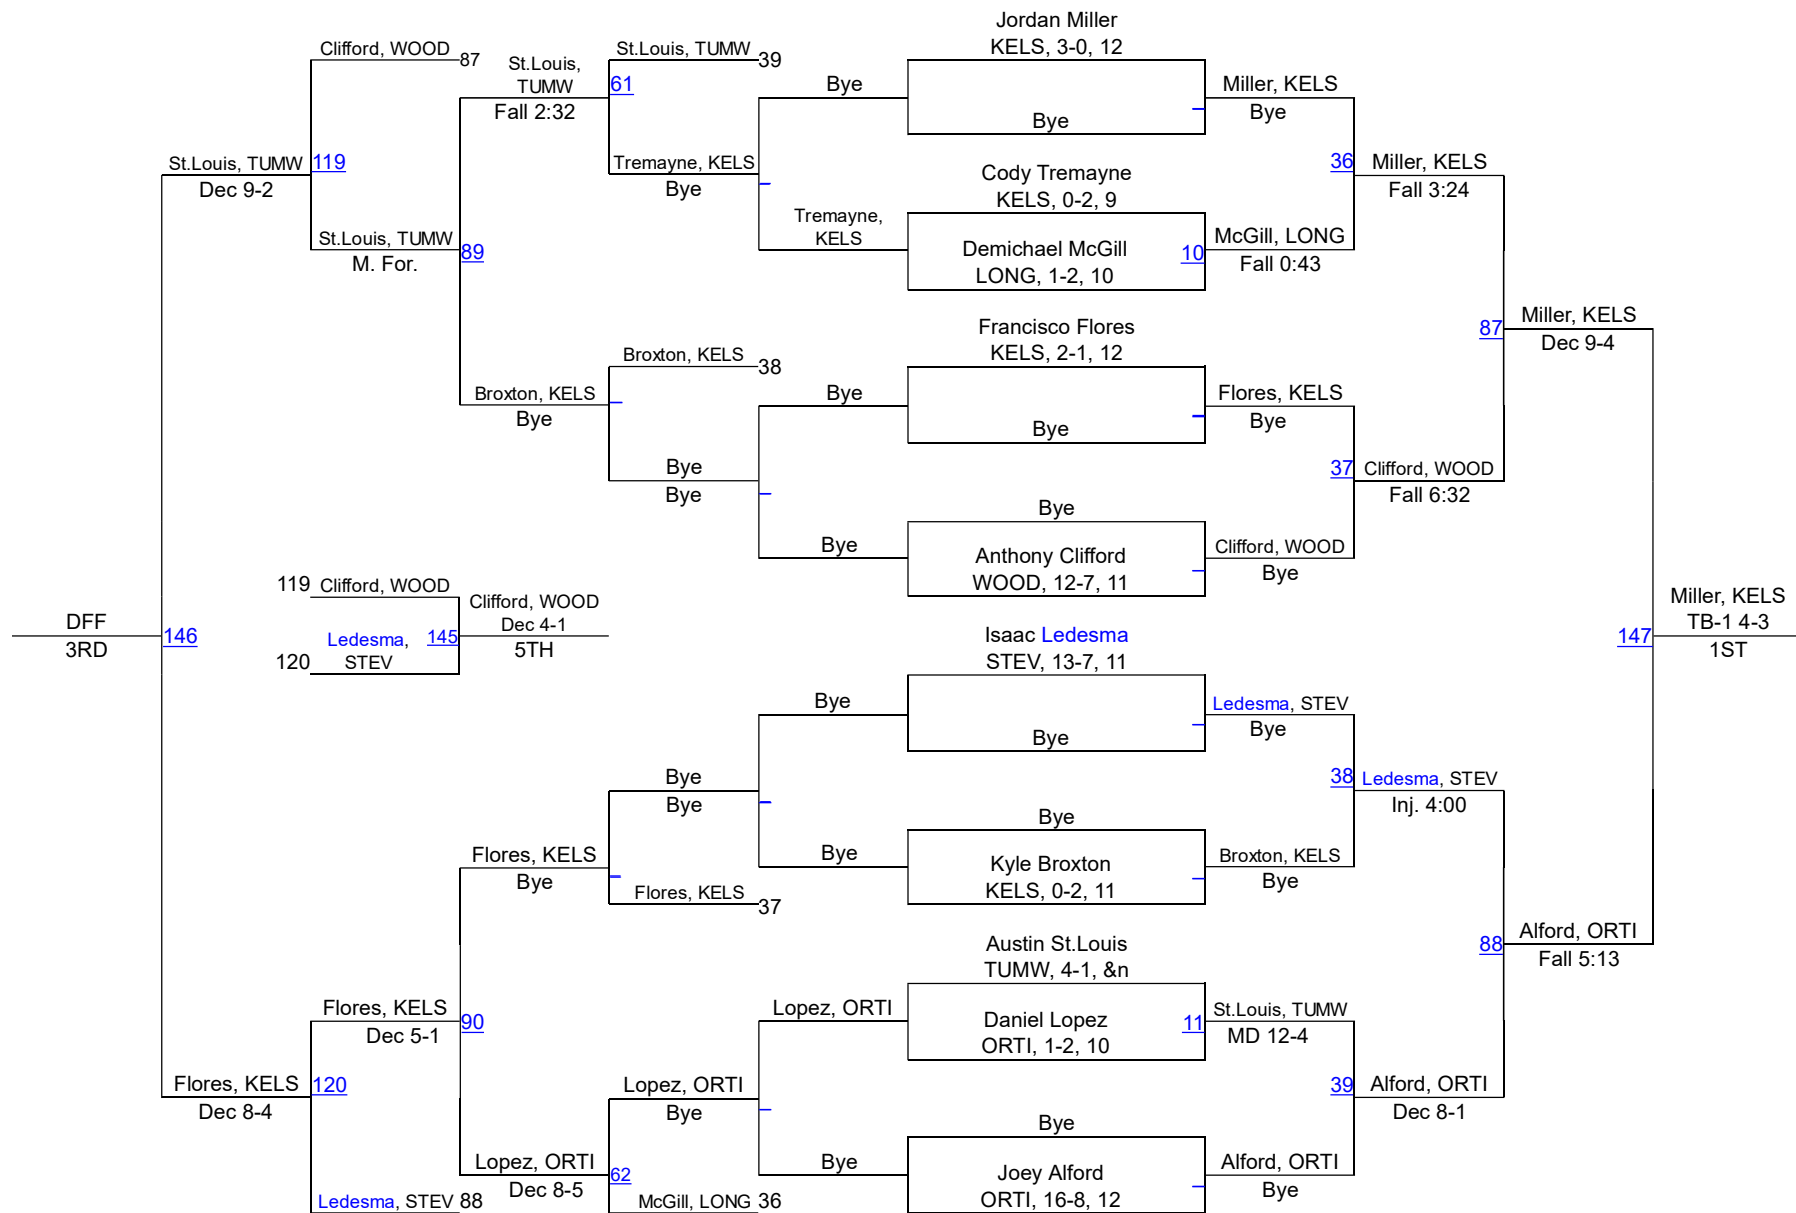 Jordan Miller
KELS, 3-0, 12
Clifford, WOOD
87
St.Louis,
TUMW
Fall 2:32
St.Louis, TUMW
39
61
Bye
Bye
Miller, KELS
Bye
St.Louis, TUMW
Dec 9-2
119
Tremayne, KELS
Bye
Cody Tremayne
KELS, 0-2, 9
36
Miller, KELS
Fall 3:24
Tremayne,
KELS
St.Louis, TUMW
M. For.
89
Demichael McGill
LONG, 1-2, 10
10
McGill, LONG
Fall 0:43
Francisco Flores
KELS, 2-1, 12
87
Miller, KELS
Dec 9-4
Broxton, KELS
38
Broxton, KELS
Bye
Bye
Bye
Flores, KELS
Bye
Bye
Bye
37
Clifford, WOOD
Fall 6:32
Bye
Bye
Anthony Clifford
WOOD, 12-7, 11
Clifford, WOOD
Bye
119
Clifford, WOOD
Clifford, WOOD
Dec 4-1
5TH
DFF
3RD
146
Ledesma,
STEV
120
145
Isaac Ledesma
STEV, 13-7, 11
147
Miller, KELS
TB-1 4-3
1ST
Bye
Bye
Ledesma, STEV
Bye
Bye
Bye
38
Ledesma, STEV
Inj. 4:00
Bye
Flores, KELS
Bye
Bye
Kyle Broxton
KELS, 0-2, 11
Broxton, KELS
Bye
Flores, KELS
37
Austin St.Louis
TUMW, 4-1, &n
88
Alford, ORTI
Fall 5:13
Flores, KELS
Dec 5-1
90
Lopez, ORTI
Daniel Lopez
ORTI, 1-2, 10
11
St.Louis, TUMW
MD 12-4
Flores, KELS
Dec 8-4
120
Lopez, ORTI
Bye
39
Alford, ORTI
Dec 8-1
Bye
Lopez, ORTI
Dec 8-5
62
Bye
Joey Alford
ORTI, 16-8, 12
Alford, ORTI
Bye
Ledesma, STEV
88
McGill, LONG
36